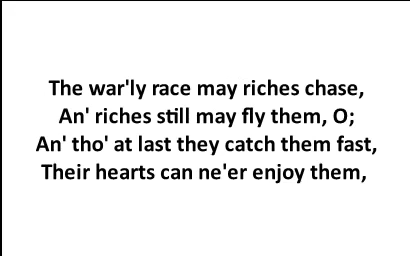 The war'ly race may riches chase,
An' riches still may fly them, O;
An' tho' at last they catch them fast,
Their hearts can ne'er enjoy them,